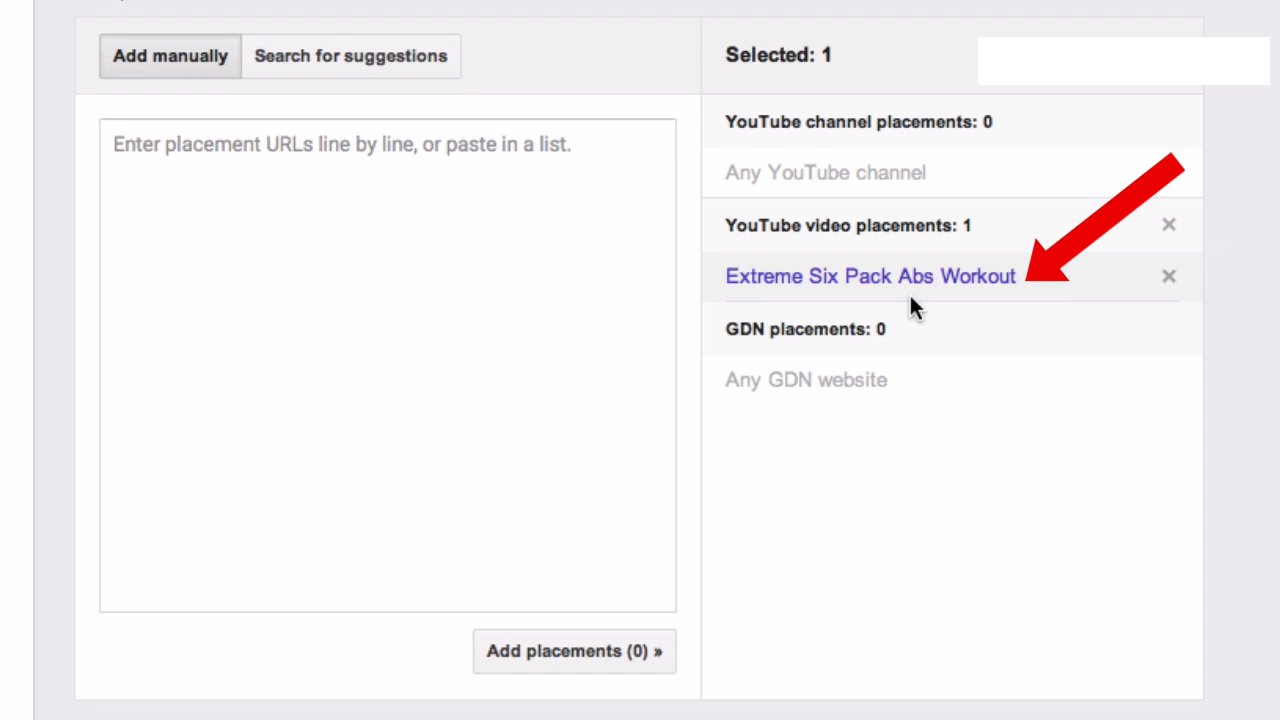 Add manually
Search for suggestions
Enter placement URLs line by line, or paste in a list.
Add placements (0) »
Selected: 1
YouTube channel placements: 0
Any YouTube channel
YouTube video placements: 1
Extreme Six Pack Abs Workout
GDN placements: 0
Any GDN website